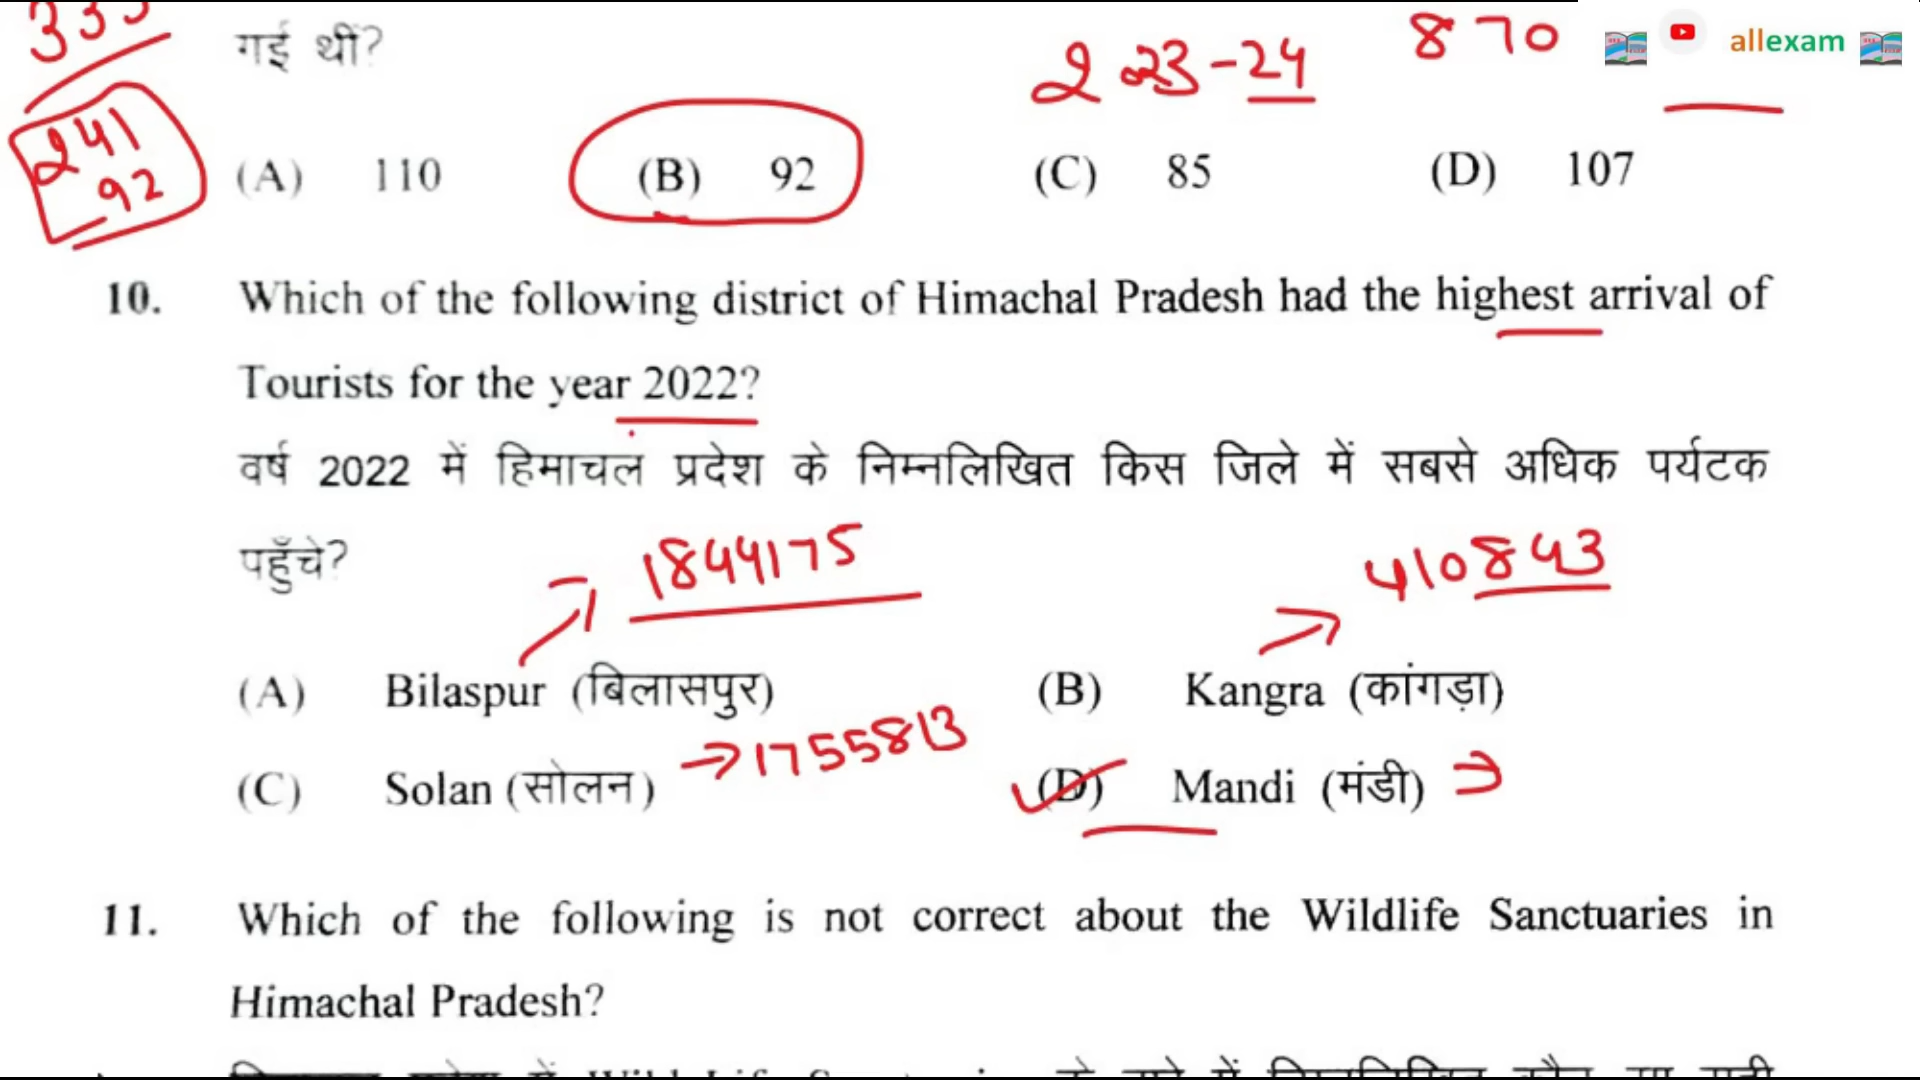 335
गई थीं?
2 23-24
870
allexam
241
92
(A) 110 (B) 92 (C) 85 (D) 107
10. Which of the following district of Himachal Pradesh had the highest arrival of
Tourists for the year 2022?
वर्ष 2022 में हिमाचल प्रदेश के निम्नलिखित किस जिले में सबसे अधिक पर्यटक
पहुँचे?
1844175
410843
(A) Bilaspur (बिलासपुर) (B) Kangra (कांगड़ा)
1755813
(C) Solan (सोलन) (D) Mandi (मंडी)
11. Which of the following is not correct about the Wildlife Sanctuaries in
Himachal Pradesh?